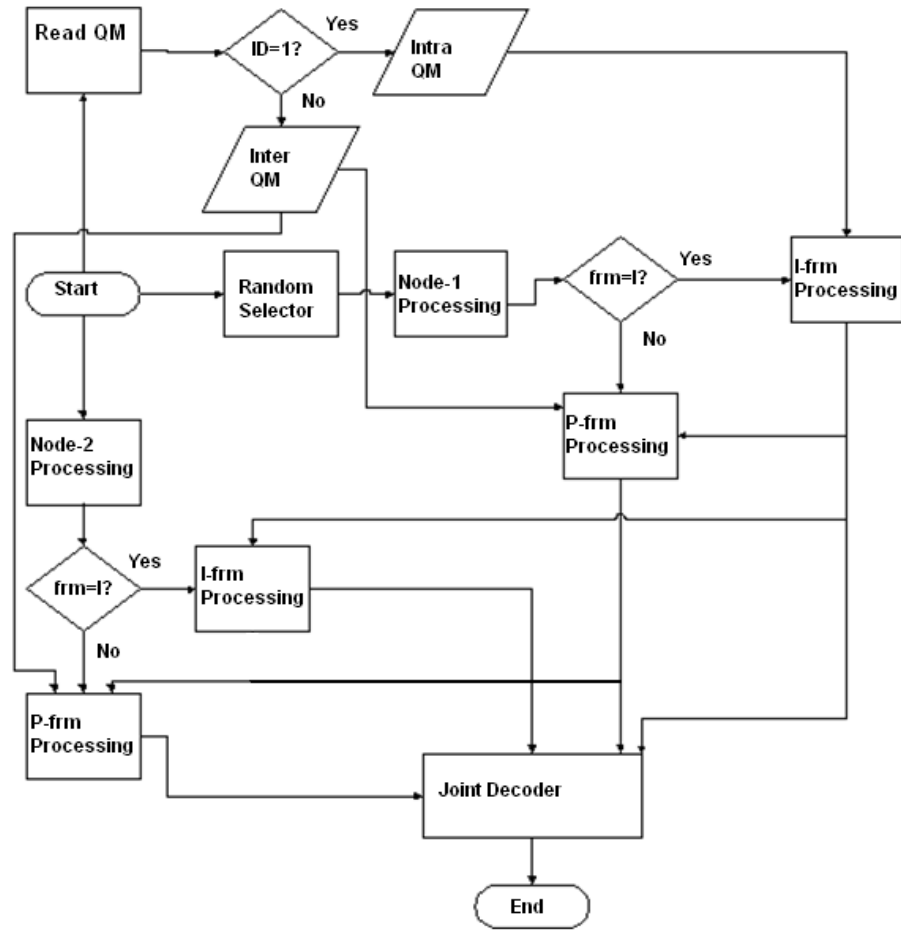 Read QM
ID=1?
Yes
Intra
QM
No
Inter
QM
Start
Random
Selector
Node-1
Processing
frm=I?
Yes
I-frm
Processing
No
P-frm
Processing
Node-2
Processing
frm=I?
Yes
I-frm
Processing
No
P-frm
Processing
Joint Decoder
End